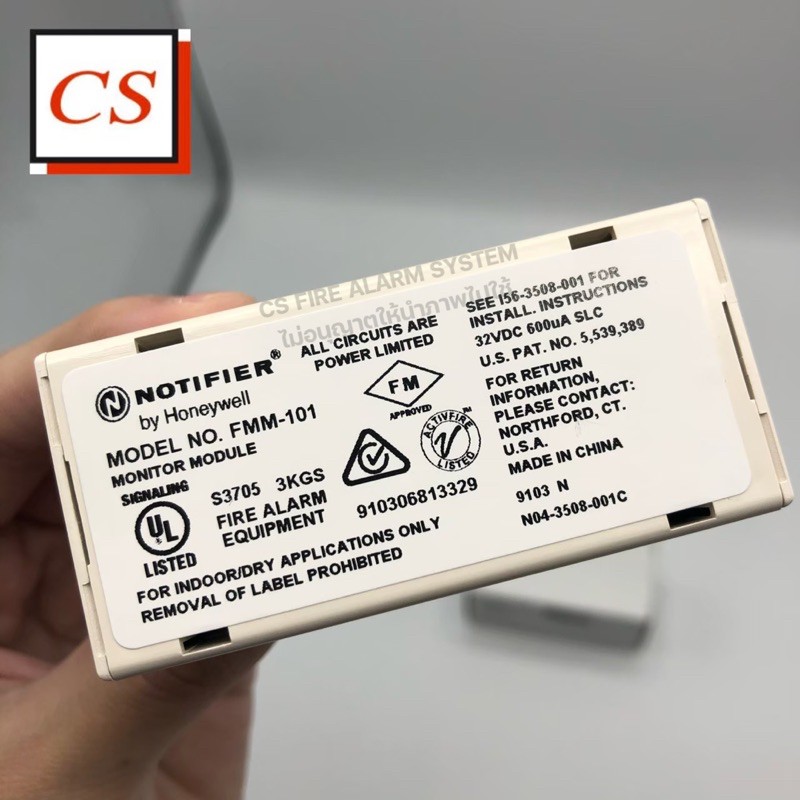 CS
CS FIRE ALARM SYSTEM
ไม่อนุญาตให้นำภาพไปใช้
N NOTIFIER®
by Honeywell
MODEL NO. FMM-101
MONITOR MODULE
SIGNALING
UL
LISTED
S3705 3KGS
FIRE ALARM
EQUIPMENT
FOR INDOOR/DRY APPLICATIONS ONLY
REMOVAL OF LABEL PROHIBITED
ALL CIRCUITS ARE
POWER LIMITED
FM
APPROVED
ACTIVFIRE
LISTED
TM
910306813329
SEE I56-3508-001 FOR
INSTALL. INSTRUCTIONS
32VDC 600uA SLC
U.S. PAT. NO. 5,539,389
FOR RETURN
INFORMATION,
PLEASE CONTACT:
NORTHFORD, CT.
U.S.A.
MADE IN CHINA
9103 N
N04-3508-001C